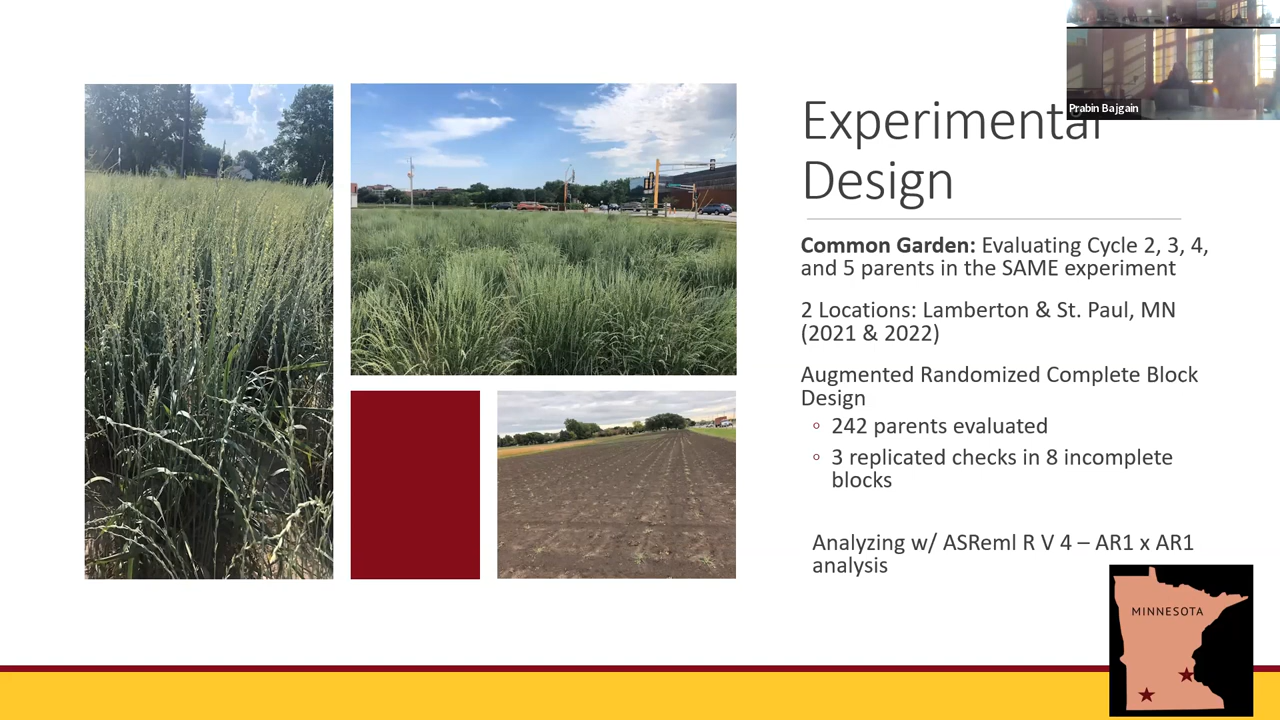 Prabin Bajgain
Experimental
Design
Common Garden: Evaluating Cycle 2, 3, 4,
and 5 parents in the SAME experiment
2 Locations: Lamberton & St. Paul, MN
(2021 & 2022)
Augmented Randomized Complete Block
Design
◦ 242 parents evaluated
◦ 3 replicated checks in 8 incomplete
blocks
Analyzing w/ ASReml R V 4 – AR1 x AR1
analysis
MINNESOTA